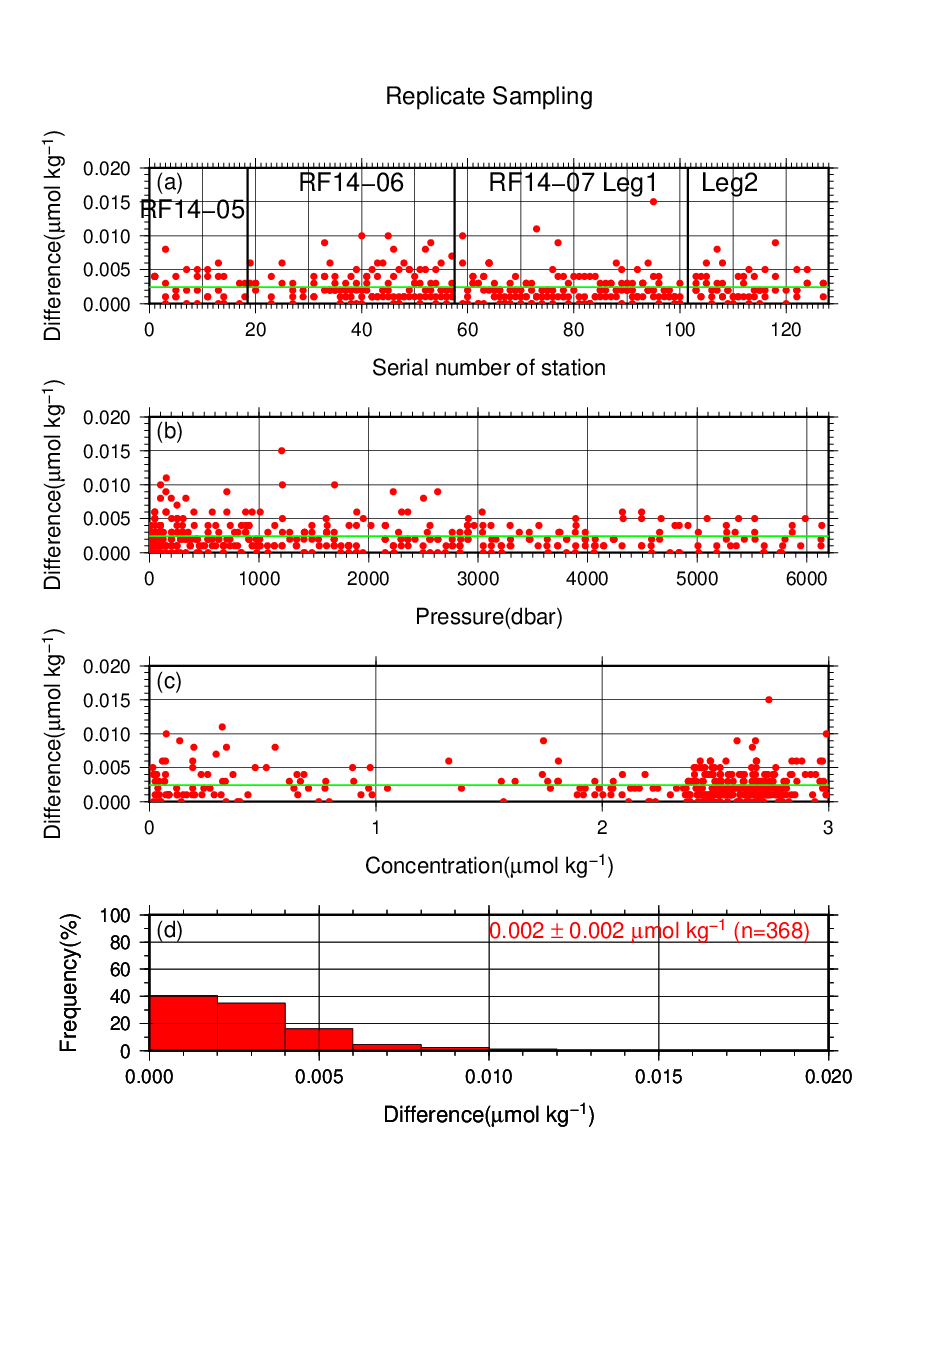 Replicate Sampling
Difference(μmol kg⁻¹)
0.020
0.015
0.010
0.005
0.000
(a)
RF14−05
RF14−06
RF14−07 Leg1
Leg2
0 20 40 60 80 100 120
Serial number of station
Difference(μmol kg⁻¹)
0.020
0.015
0.010
0.005
0.000
(b)
0 1000 2000 3000 4000 5000 6000
Pressure(dbar)
Difference(μmol kg⁻¹)
0.020
0.015
0.010
0.005
0.000
(c)
0 1 2 3
Concentration(μmol kg⁻¹)
Frequency(%)
100
80
60
40
20
0
(d)
0.002 ± 0.002 μmol kg⁻¹ (n=368)
0.000 0.005 0.010 0.015 0.020
Difference(μmol kg⁻¹)